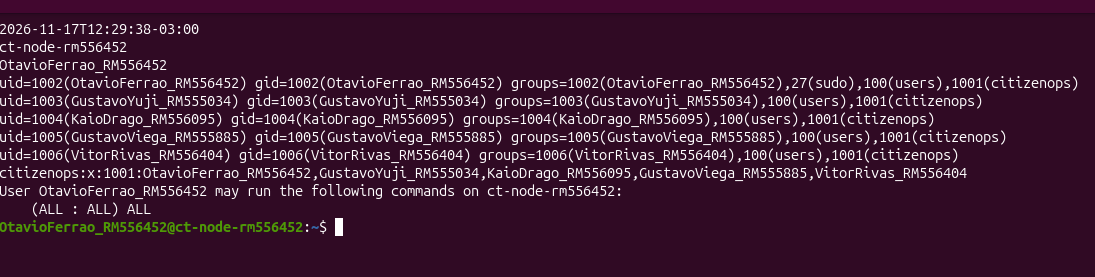 2026-11-17T12:29:38-03:00
ct-node-rm556452
OtavioFerrao_RM556452
uid=1002(OtavioFerrao_RM556452) gid=1002(OtavioFerrao_RM556452) groups=1002(OtavioFerrao_RM556452),27(sudo),100(users),1001(citizenops)
uid=1003(GustavoYuji_RM555034) gid=1003(GustavoYuji_RM555034) groups=1003(GustavoYuji_RM555034),100(users),1001(citizenops)
uid=1004(KaioDrago_RM556095) gid=1004(KaioDrago_RM556095) groups=1004(KaioDrago_RM556095),100(users),1001(citizenops)
uid=1005(GustavoViega_RM555885) gid=1005(GustavoViega_RM555885) groups=1005(GustavoViega_RM555885),100(users),1001(citizenops)
uid=1006(VitorRivas_RM556404) gid=1006(VitorRivas_RM556404) groups=1006(VitorRivas_RM556404),100(users),1001(citizenops)
citizenops:x:1001:OtavioFerrao_RM556452,GustavoYuji_RM555034,KaioDrago_RM556095,GustavoViega_RM555885,VitorRivas_RM556404
User OtavioFerrao_RM556452 may run the following commands on ct-node-rm556452:
    (ALL : ALL) ALL
OtavioFerrao_RM556452@ct-node-rm556452:~$